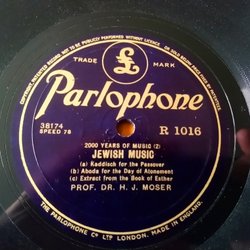 TRADE MARK
Parlophone
38174
SPEED 78
R 1016
2000 YEARS OF MUSIC (2)
JEWISH MUSIC
(a) Kaddisch for the Passover
(b) Aboda for the Day of Atonement
(c) Extract from the Book of Esther
PROF. DR. H. J. MOSER
THE PARLOPHONE CO LTD LONDON. MADE IN ENGLAND.